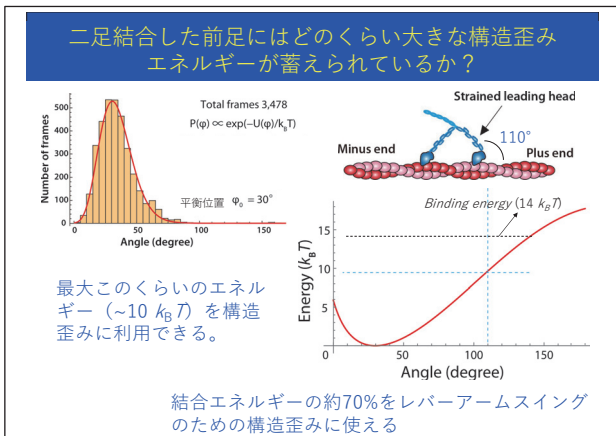 二足結合した前足にはどのくらい大きな構造歪み
エネルギーが蓄えられているか？
Total frames 3,478
P(φ) ∝ exp(−U(φ)/kBT)
平衡位置 φ0 = 30°
Number of frames
500
400
300
200
100
0
0
50
100
150
Angle (degree)
Strained leading head
110°
Minus end
Plus end
Binding energy (14 kBT)
Energy (kBT)
15
10
5
50
100
150
Angle (degree)
最大このくらいのエネル
ギー（~10 kBT）を構造
歪みに利用できる。
結合エネルギーの約70%をレバーアームスイング
のための構造歪みに使える